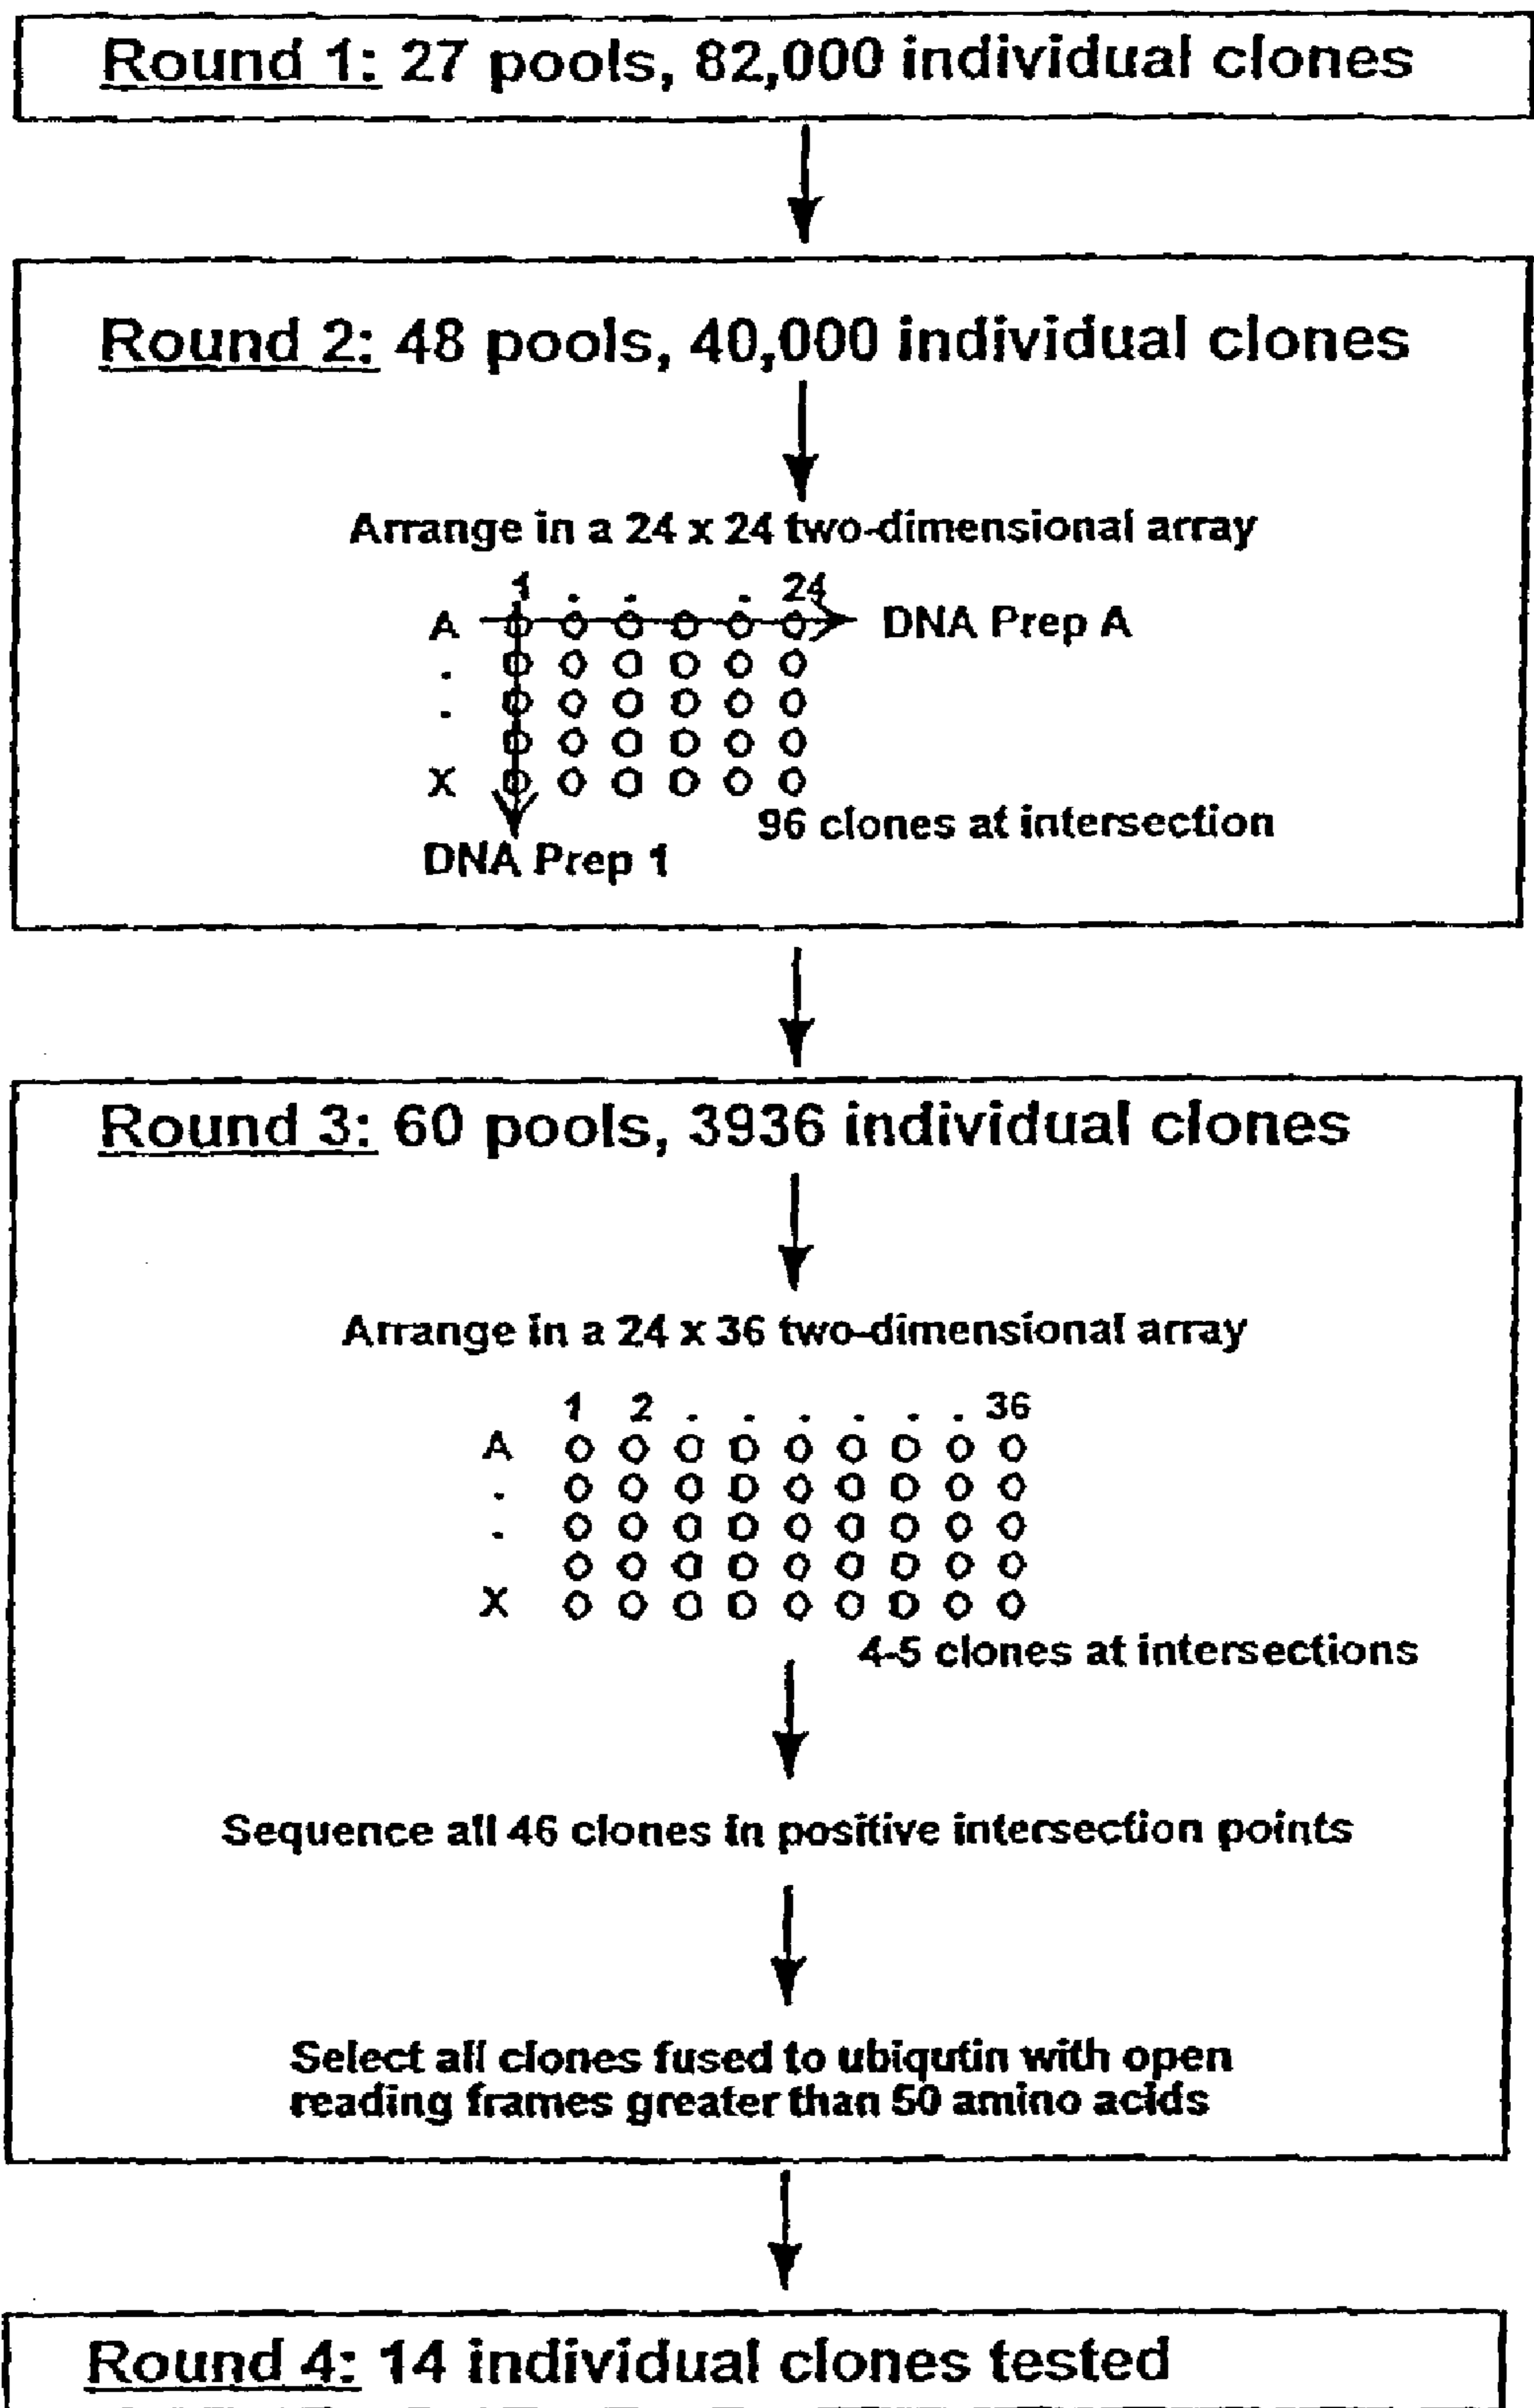 Round 1: 27 pools, 82,000 individual clones
Round 2: 48 pools, 40,000 individual clones
Arrange in a 24 x 24 two-dimensional array
1 . . . 24
A DNA Prep A
.
.
X
96 clones at intersection
DNA Prep 1
Round 3: 60 pools, 3936 individual clones
Arrange in a 24 x 36 two-dimensional array
1 2 . . . . . . 36
A
.
.
X
4-5 clones at intersections
Sequence all 46 clones in positive intersection points
Select all clones fused to ubiqutin with open
reading frames greater than 50 amino acids
Round 4: 14 individual clones tested